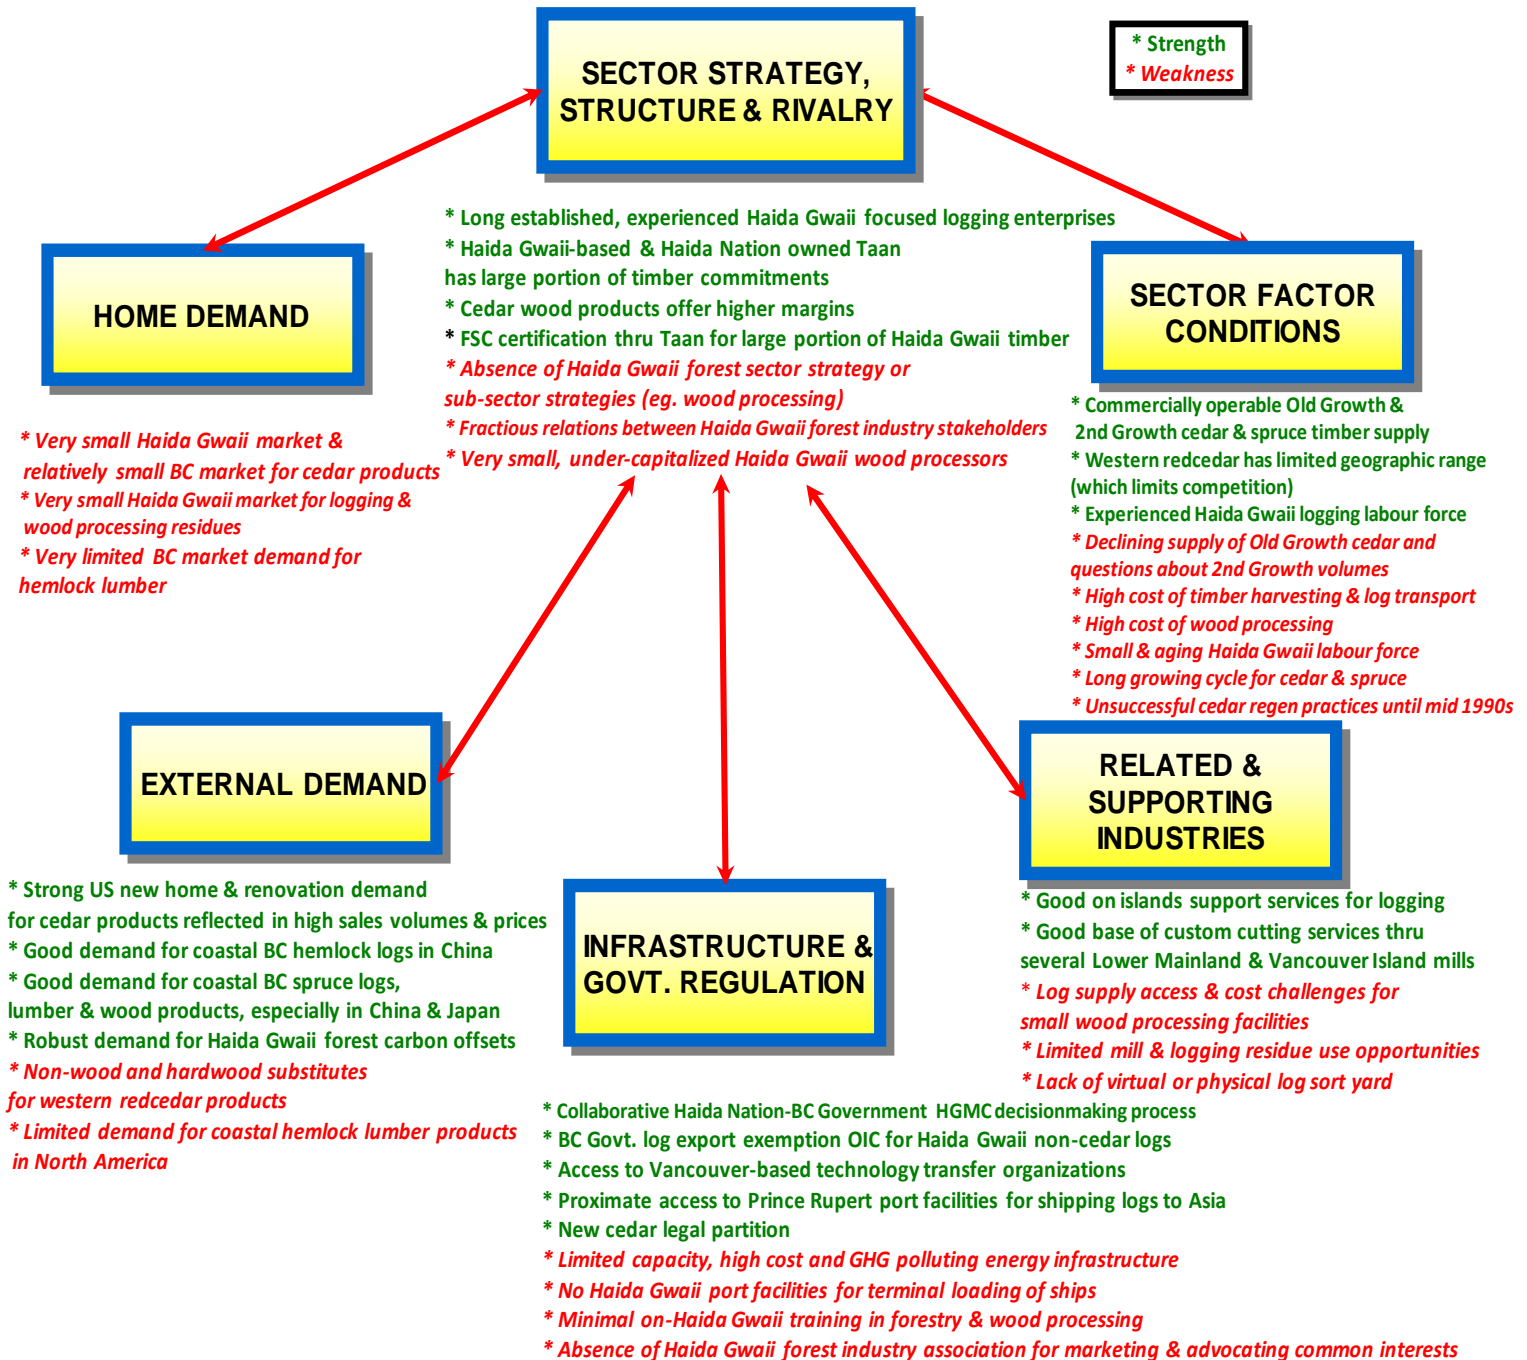 SECTOR STRATEGY,
STRUCTURE & RIVALRY
* Strength
* Weakness
* Long established, experienced Haida Gwaii focused logging enterprises
* Haida Gwaii-based & Haida Nation owned Taan
has large portion of timber commitments
* Cedar wood products offer higher margins
* FSC certification thru Taan for large portion of Haida Gwaii timber
* Absence of Haida Gwaii forest sector strategy or
sub-sector strategies (eg. wood processing)
* Fractious relations between Haida Gwaii forest industry stakeholders
* Very small, under-capitalized Haida Gwaii wood processors
HOME DEMAND
* Very small Haida Gwaii market &
relatively small BC market for cedar products
* Very small Haida Gwaii market for logging &
wood processing residues
* Very limited BC market demand for
hemlock lumber
SECTOR FACTOR
CONDITIONS
* Commercially operable Old Growth &
2nd Growth cedar & spruce timber supply
* Western redcedar has limited geographic range
(which limits competition)
* Experienced Haida Gwaii logging labour force
* Declining supply of Old Growth cedar and
questions about 2nd Growth volumes
* High cost of timber harvesting & log transport
* High cost of wood processing
* Small & aging Haida Gwaii labour force
* Long growing cycle for cedar & spruce
* Unsuccessful cedar regen practices until mid 1990s
EXTERNAL DEMAND
* Strong US new home & renovation demand
for cedar products reflected in high sales volumes & prices
* Good demand for coastal BC hemlock logs in China
* Good demand for coastal BC spruce logs,
lumber & wood products, especially in China & Japan
* Robust demand for Haida Gwaii forest carbon offsets
* Non-wood and hardwood substitutes
for western redcedar products
* Limited demand for coastal hemlock lumber products
in North America
RELATED &
SUPPORTING
INDUSTRIES
* Good on islands support services for logging
* Good base of custom cutting services thru
several Lower Mainland & Vancouver Island mills
* Log supply access & cost challenges for
small wood processing facilities
* Limited mill & logging residue use opportunities
* Lack of virtual or physical log sort yard
INFRASTRUCTURE &
GOVT. REGULATION
* Collaborative Haida Nation-BC Government HGMC decisionmaking process
* BC Govt. log export exemption OIC for Haida Gwaii non-cedar logs
* Access to Vancouver-based technology transfer organizations
* Proximate access to Prince Rupert port facilities for shipping logs to Asia
* New cedar legal partition
* Limited capacity, high cost and GHG polluting energy infrastructure
* No Haida Gwaii port facilities for terminal loading of ships
* Minimal on-Haida Gwaii training in forestry & wood processing
* Absence of Haida Gwaii forest industry association for marketing & advocating common interests